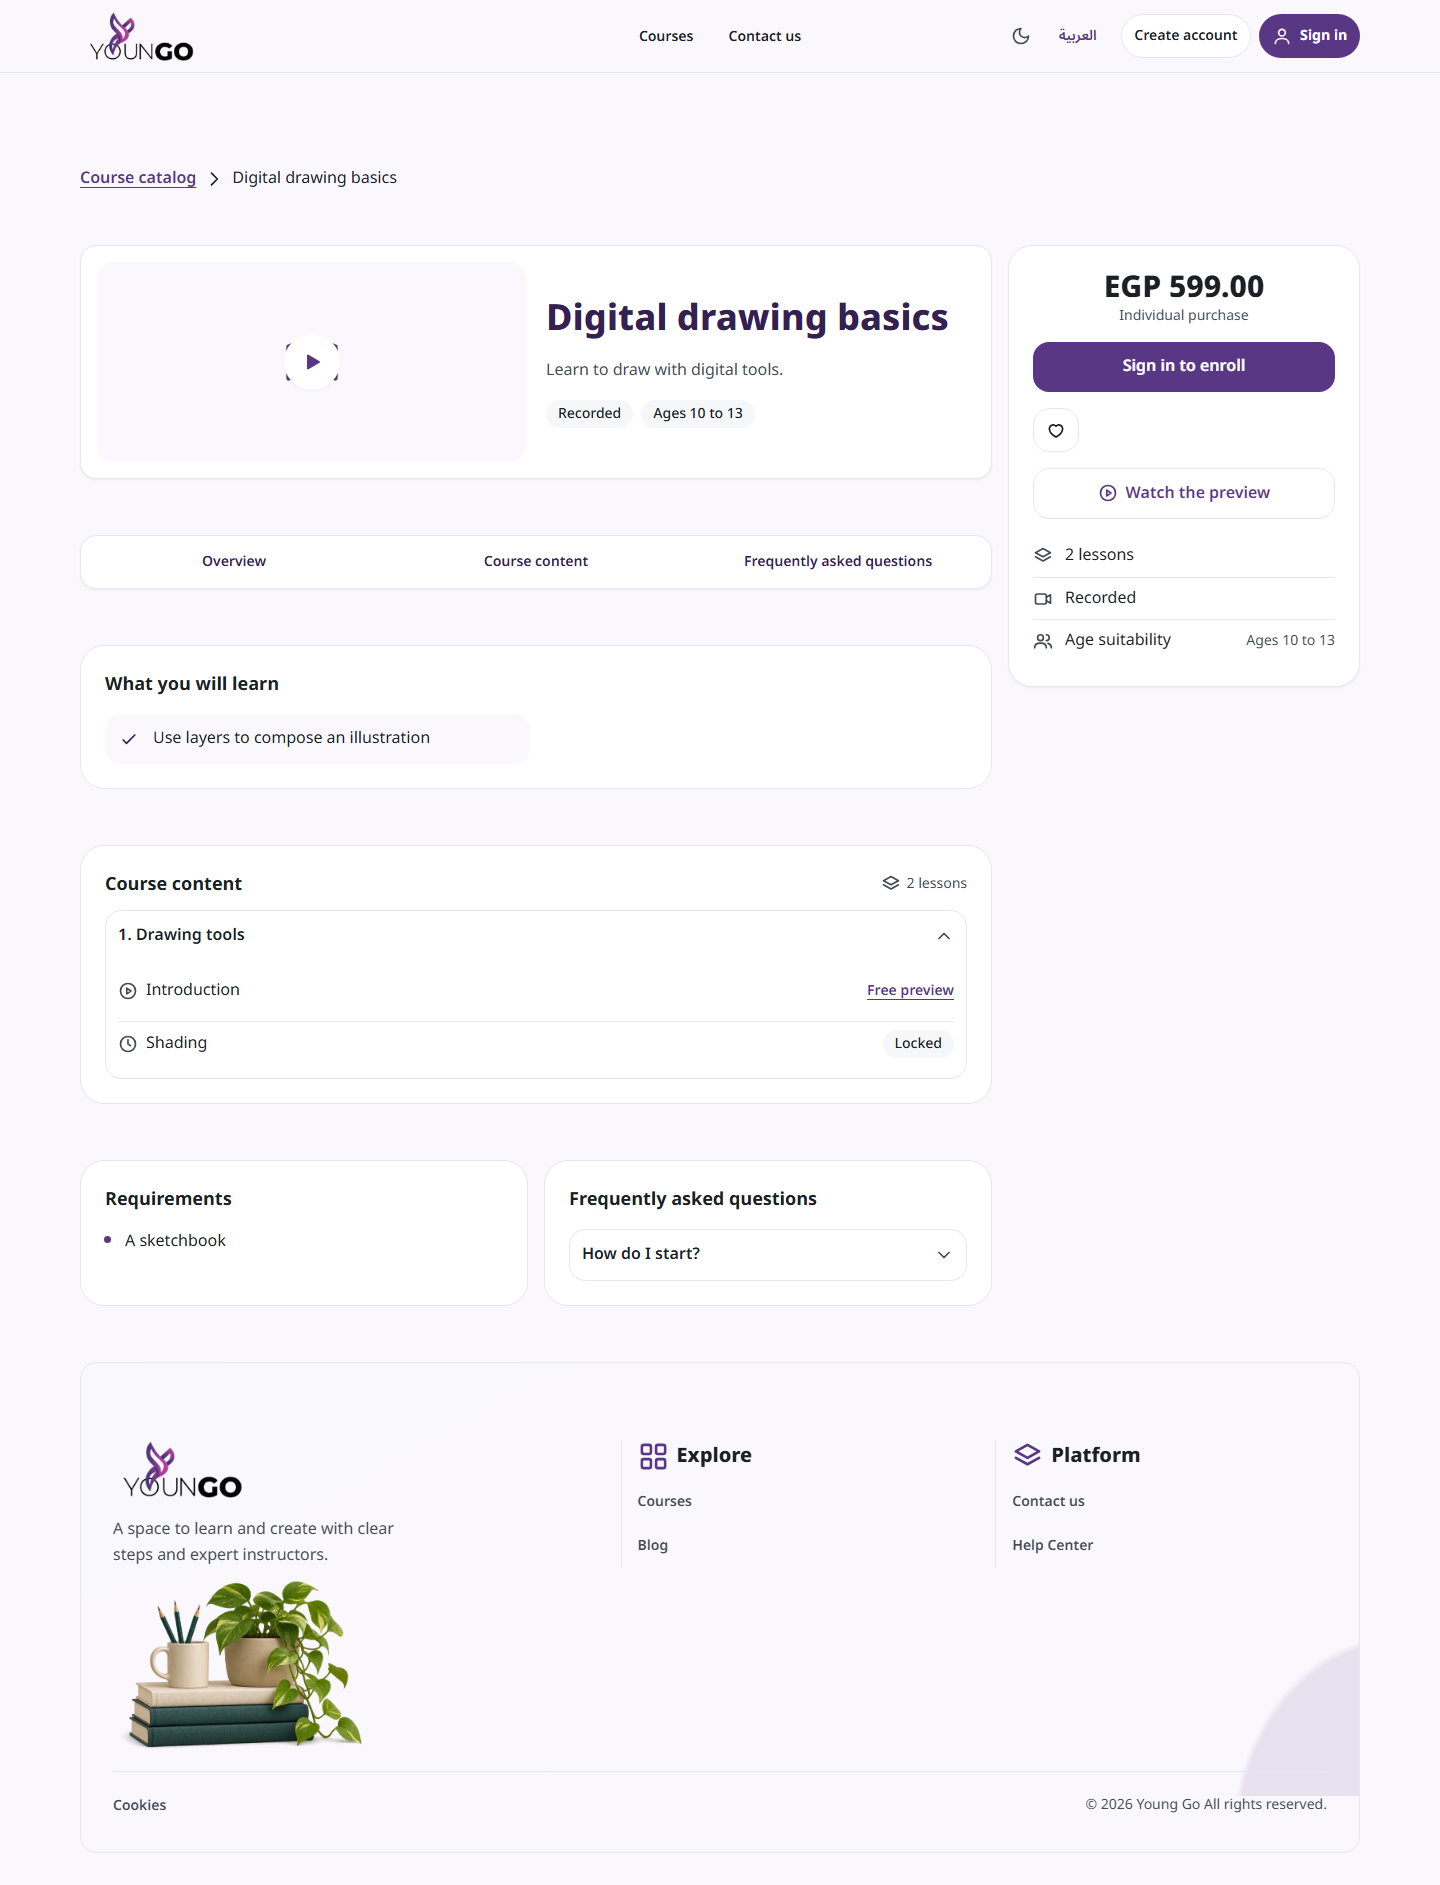 YOUNGO
Courses
Contact us
العربية
Create account
Sign in
Course catalog
Digital drawing basics
Digital drawing basics
Learn to draw with digital tools.
Recorded
Ages 10 to 13
EGP 599.00
Individual purchase
Sign in to enroll
Watch the preview
2 lessons
Recorded
Age suitability
Ages 10 to 13
Overview
Course content
Frequently asked questions
What you will learn
Use layers to compose an illustration
Course content
2 lessons
1. Drawing tools
Introduction
Free preview
Shading
Locked
Requirements
A sketchbook
Frequently asked questions
How do I start?
YOUNGO
A space to learn and create with clear
steps and expert instructors.
Explore
Courses
Blog
Platform
Contact us
Help Center
Cookies
© 2026 Young Go All rights reserved.